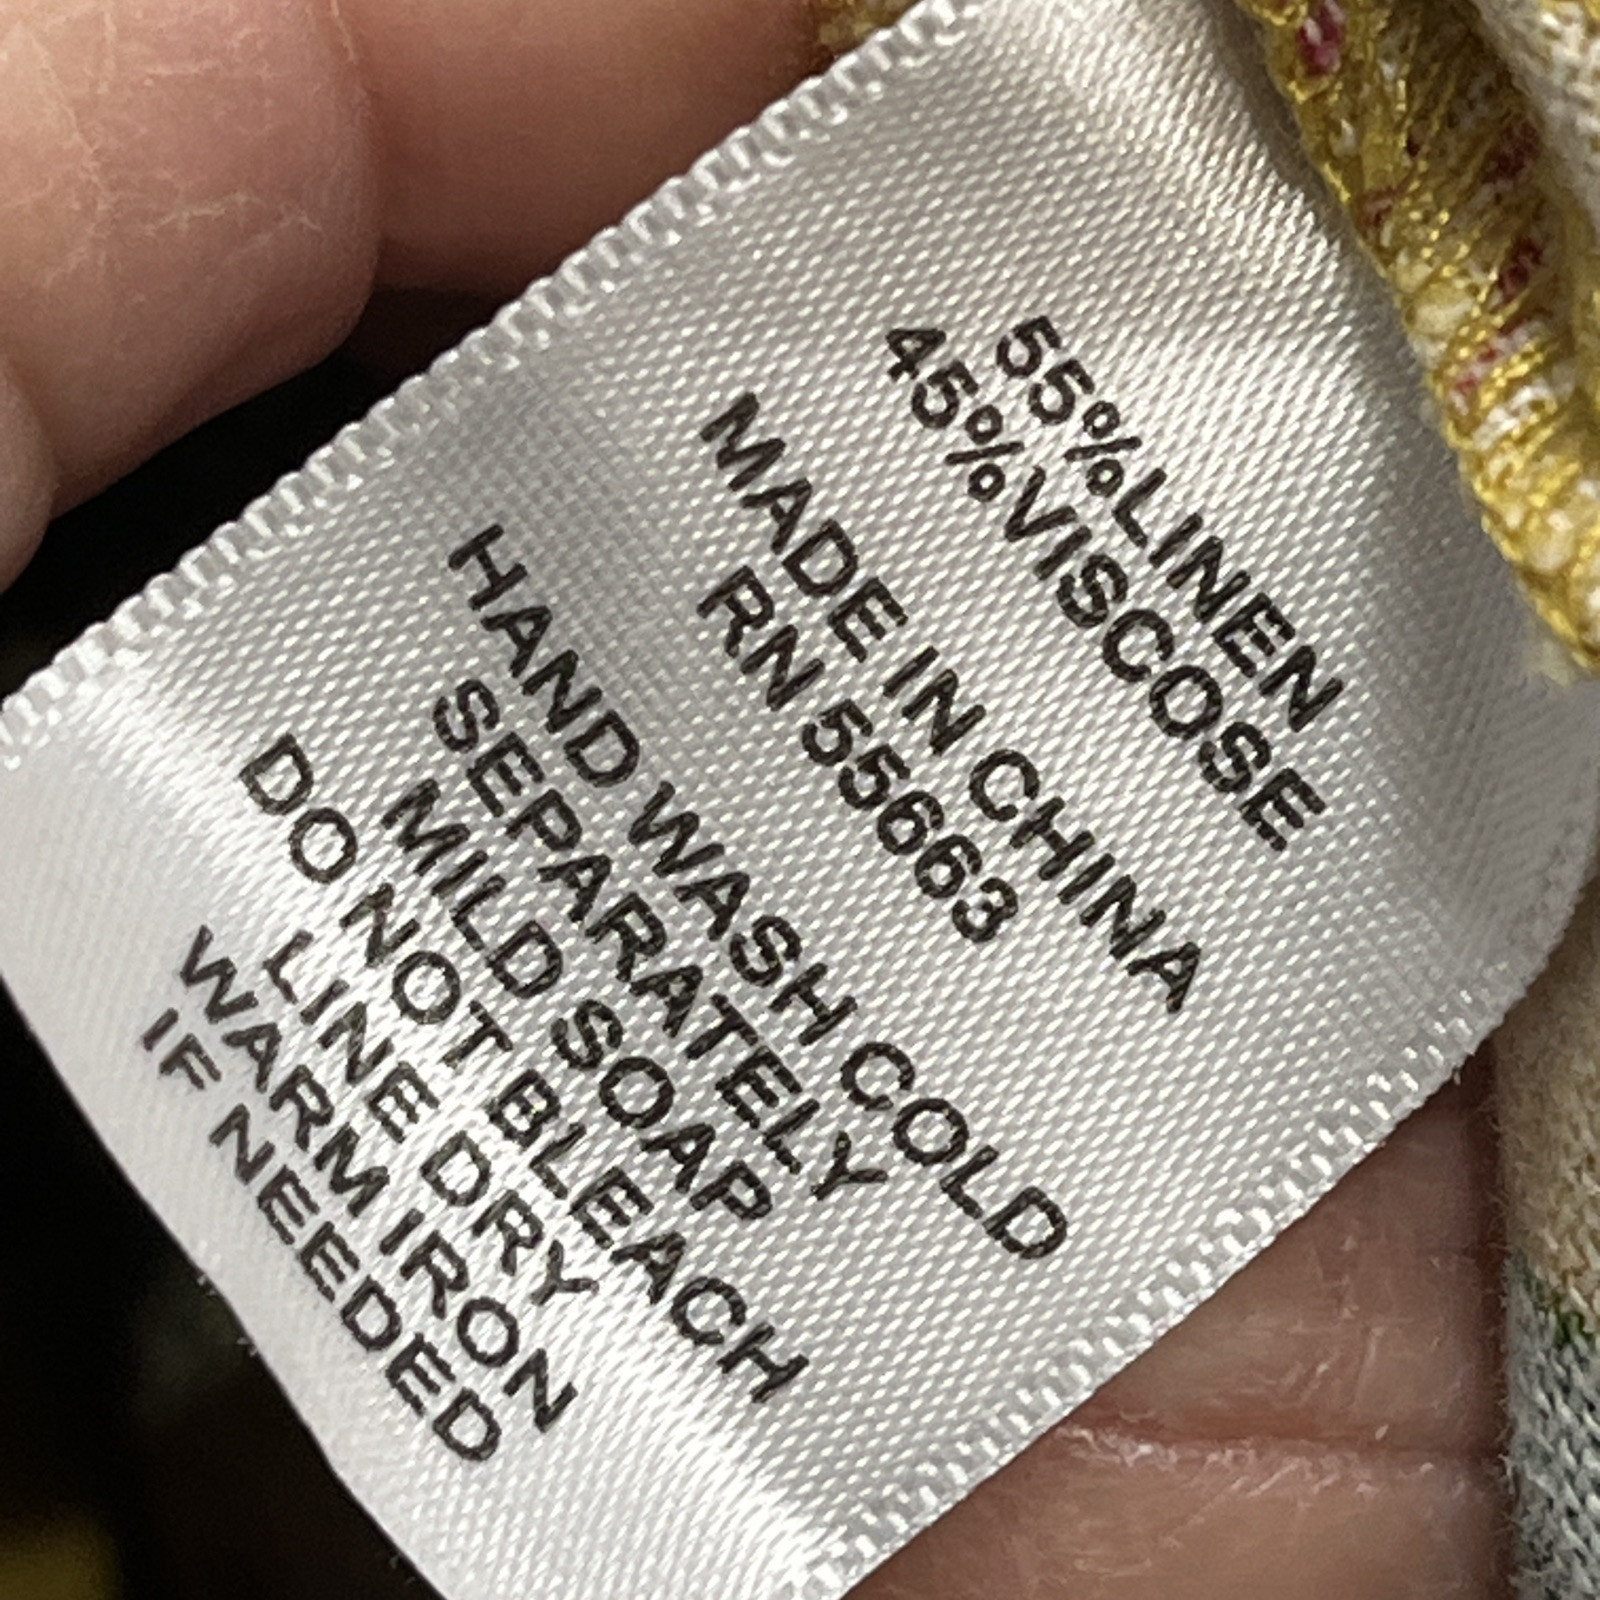 55%LINEN
45%VISCOSE
MADE IN CHINA
RN 55663
HAND WASH COLD
SEPARATELY
MILD SOAP
DO NOT BLEACH
LINE DRY
WARM IRON
IF NEEDED